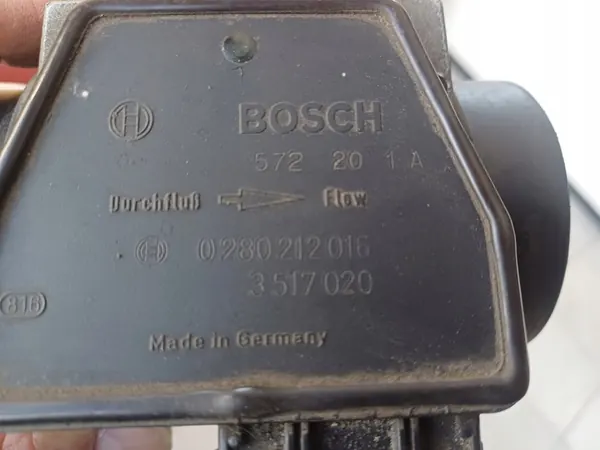 BOSCH
572 20 1 A
Durchfluß Flow
0 280 212 016
3 517 020
816
Made in Germany